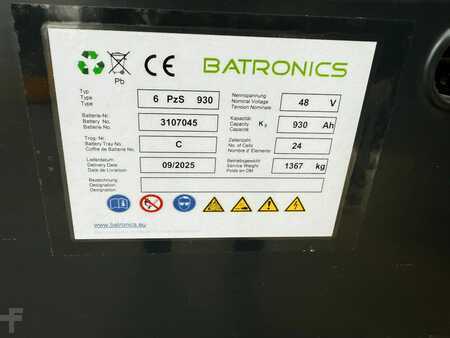 CE BATRONICS
Pb
Typ
Type
Type
6 PzS 930
Nennspannung
Nominal Voltage
Tension Nominale
48 V
Batterie-Nr.
Battery No.
Batterie No.
3107045
Kapazität
Capacity
Capacité
K5
930 Ah
Trog.-Nr.
Battery Tray No.
Coffre de Batterie No.
C
Zellenzahl
No. of Cells
Nombre d'Elements
24
Lieferdatum
Delivery Date
Date de Livraison
09/2025
Batteriegewicht
Service Weight
Poids en OM
1367 kg
Bezeichnung
Designation
Designation
www.batronics.eu
F